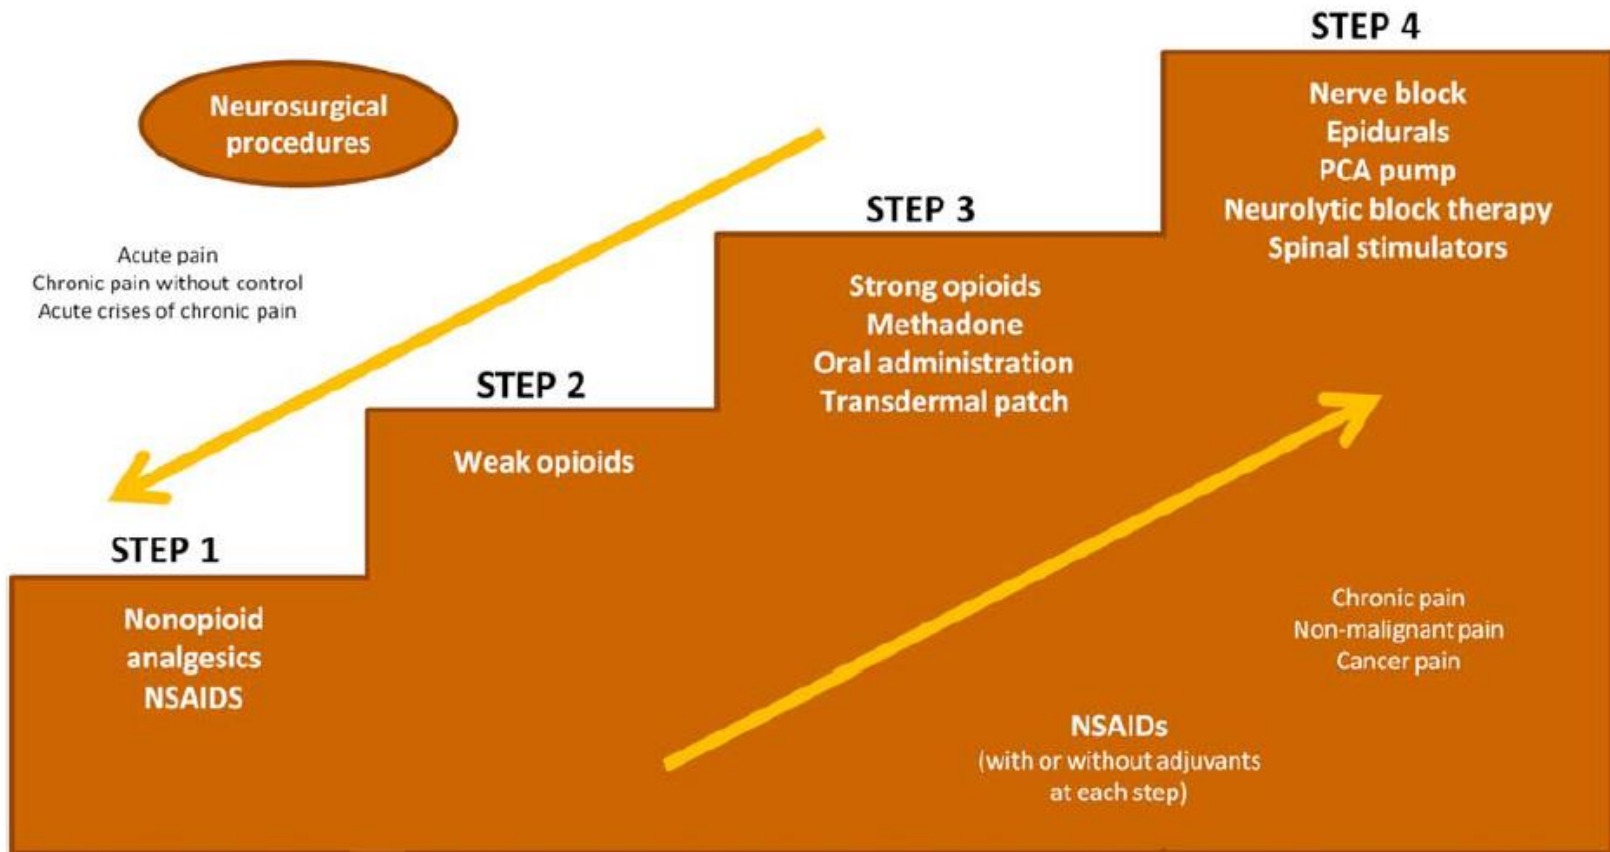 Neurosurgical
procedures
Acute pain
Chronic pain without control
Acute crises of chronic pain
STEP 1
Nonopioid
analgesics
NSAIDS
STEP 2
Weak opioids
STEP 3
Strong opioids
Methadone
Oral administration
Transdermal patch
STEP 4
Nerve block
Epidurals
PCA pump
Neurolytic block therapy
Spinal stimulators
Chronic pain
Non-malignant pain
Cancer pain
NSAIDs
(with or without adjuvants
at each step)